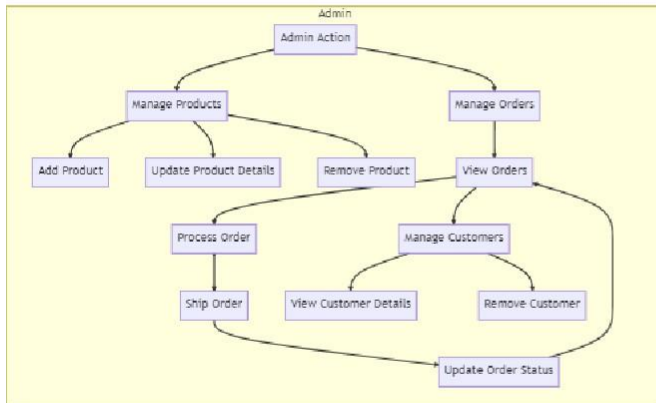 Admin
Admin Action
Manage Products
Manage Orders
Add Product
Update Product Details
Remove Product
View Orders
Process Order
Manage Customers
Ship Order
View Customer Details
Remove Customer
Update Order Status